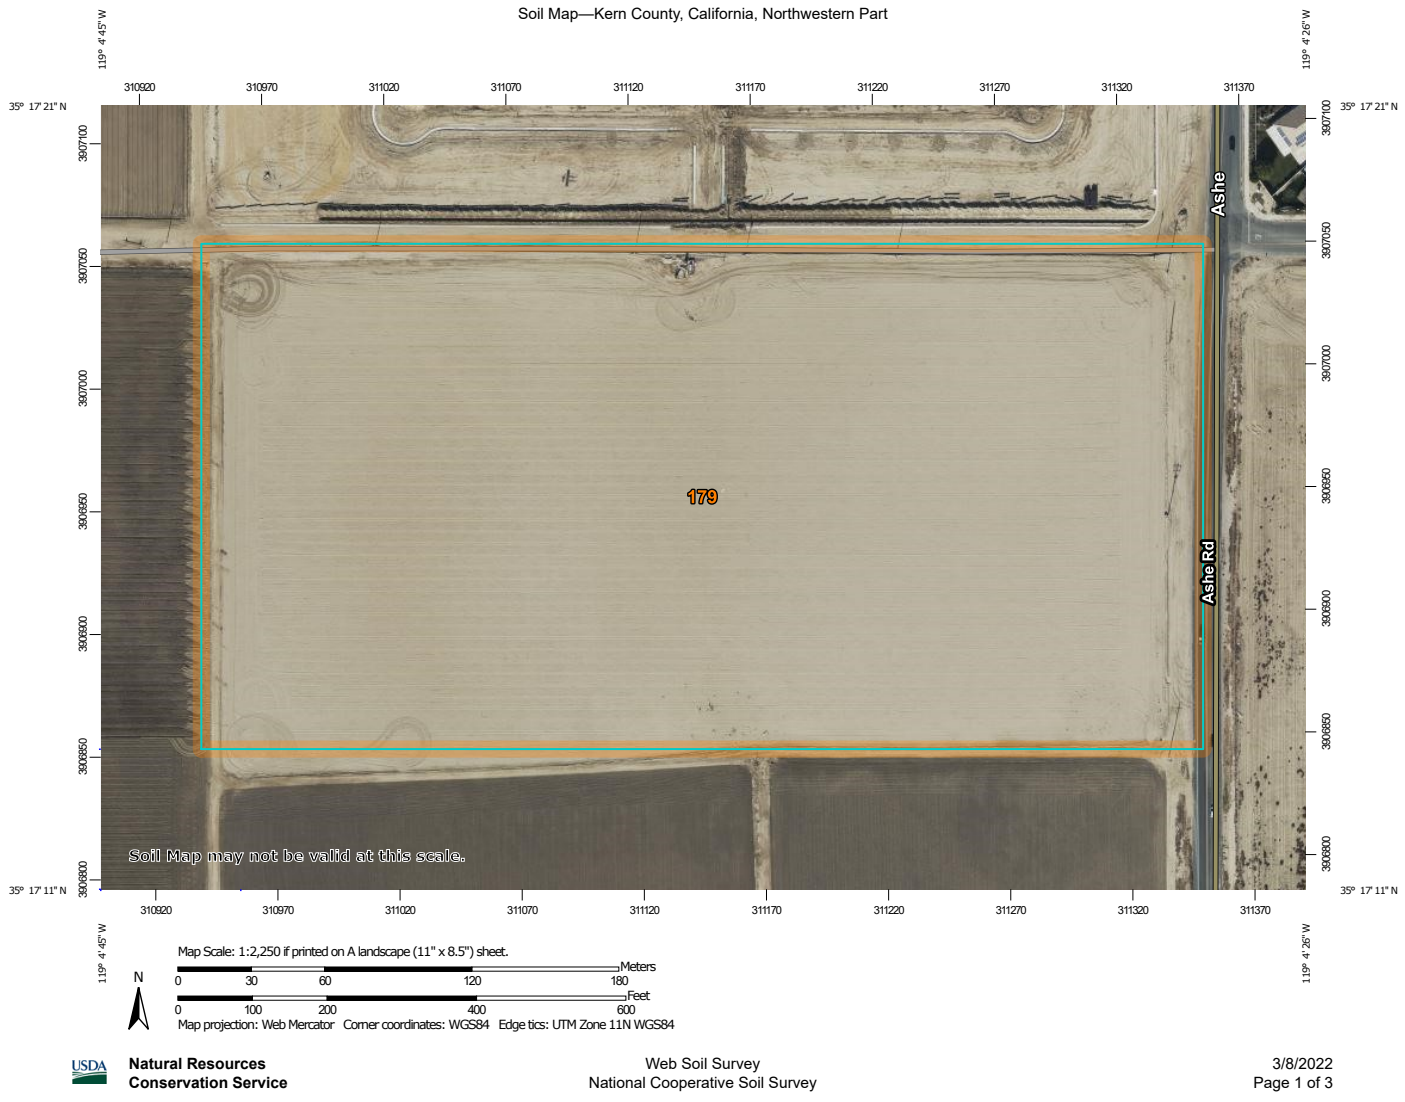 Soil Map—Kern County, California, Northwestern Part
119° 4' 45'' W
119° 4' 26'' W
310920 310970 311020 311070 311120 311170 311220 311270 311320 311370
35° 17' 21'' N
35° 17' 21'' N
3907100
3907100
Ashe
3907050
3907050
3907000
3907000
3906950
3906950
179
Ashe Rd
3906900
3906900
3906850
3906850
Soil Map may not be valid at this scale.
3906800
3906800
35° 17' 11'' N
35° 17' 11'' N
310920 310970 311020 311070 311120 311170 311220 311270 311320 311370
119° 4' 45'' W
119° 4' 26'' W
Map Scale: 1:2,250 if printed on A landscape (11" x 8.5") sheet.
Meters
0 30 60 120 180
N
Feet
0 100 200 400 600
Map projection: Web Mercator Corner coordinates: WGS84 Edge tics: UTM Zone 11N WGS84
USDA
Natural Resources
Conservation Service
Web Soil Survey
National Cooperative Soil Survey
3/8/2022
Page 1 of 3